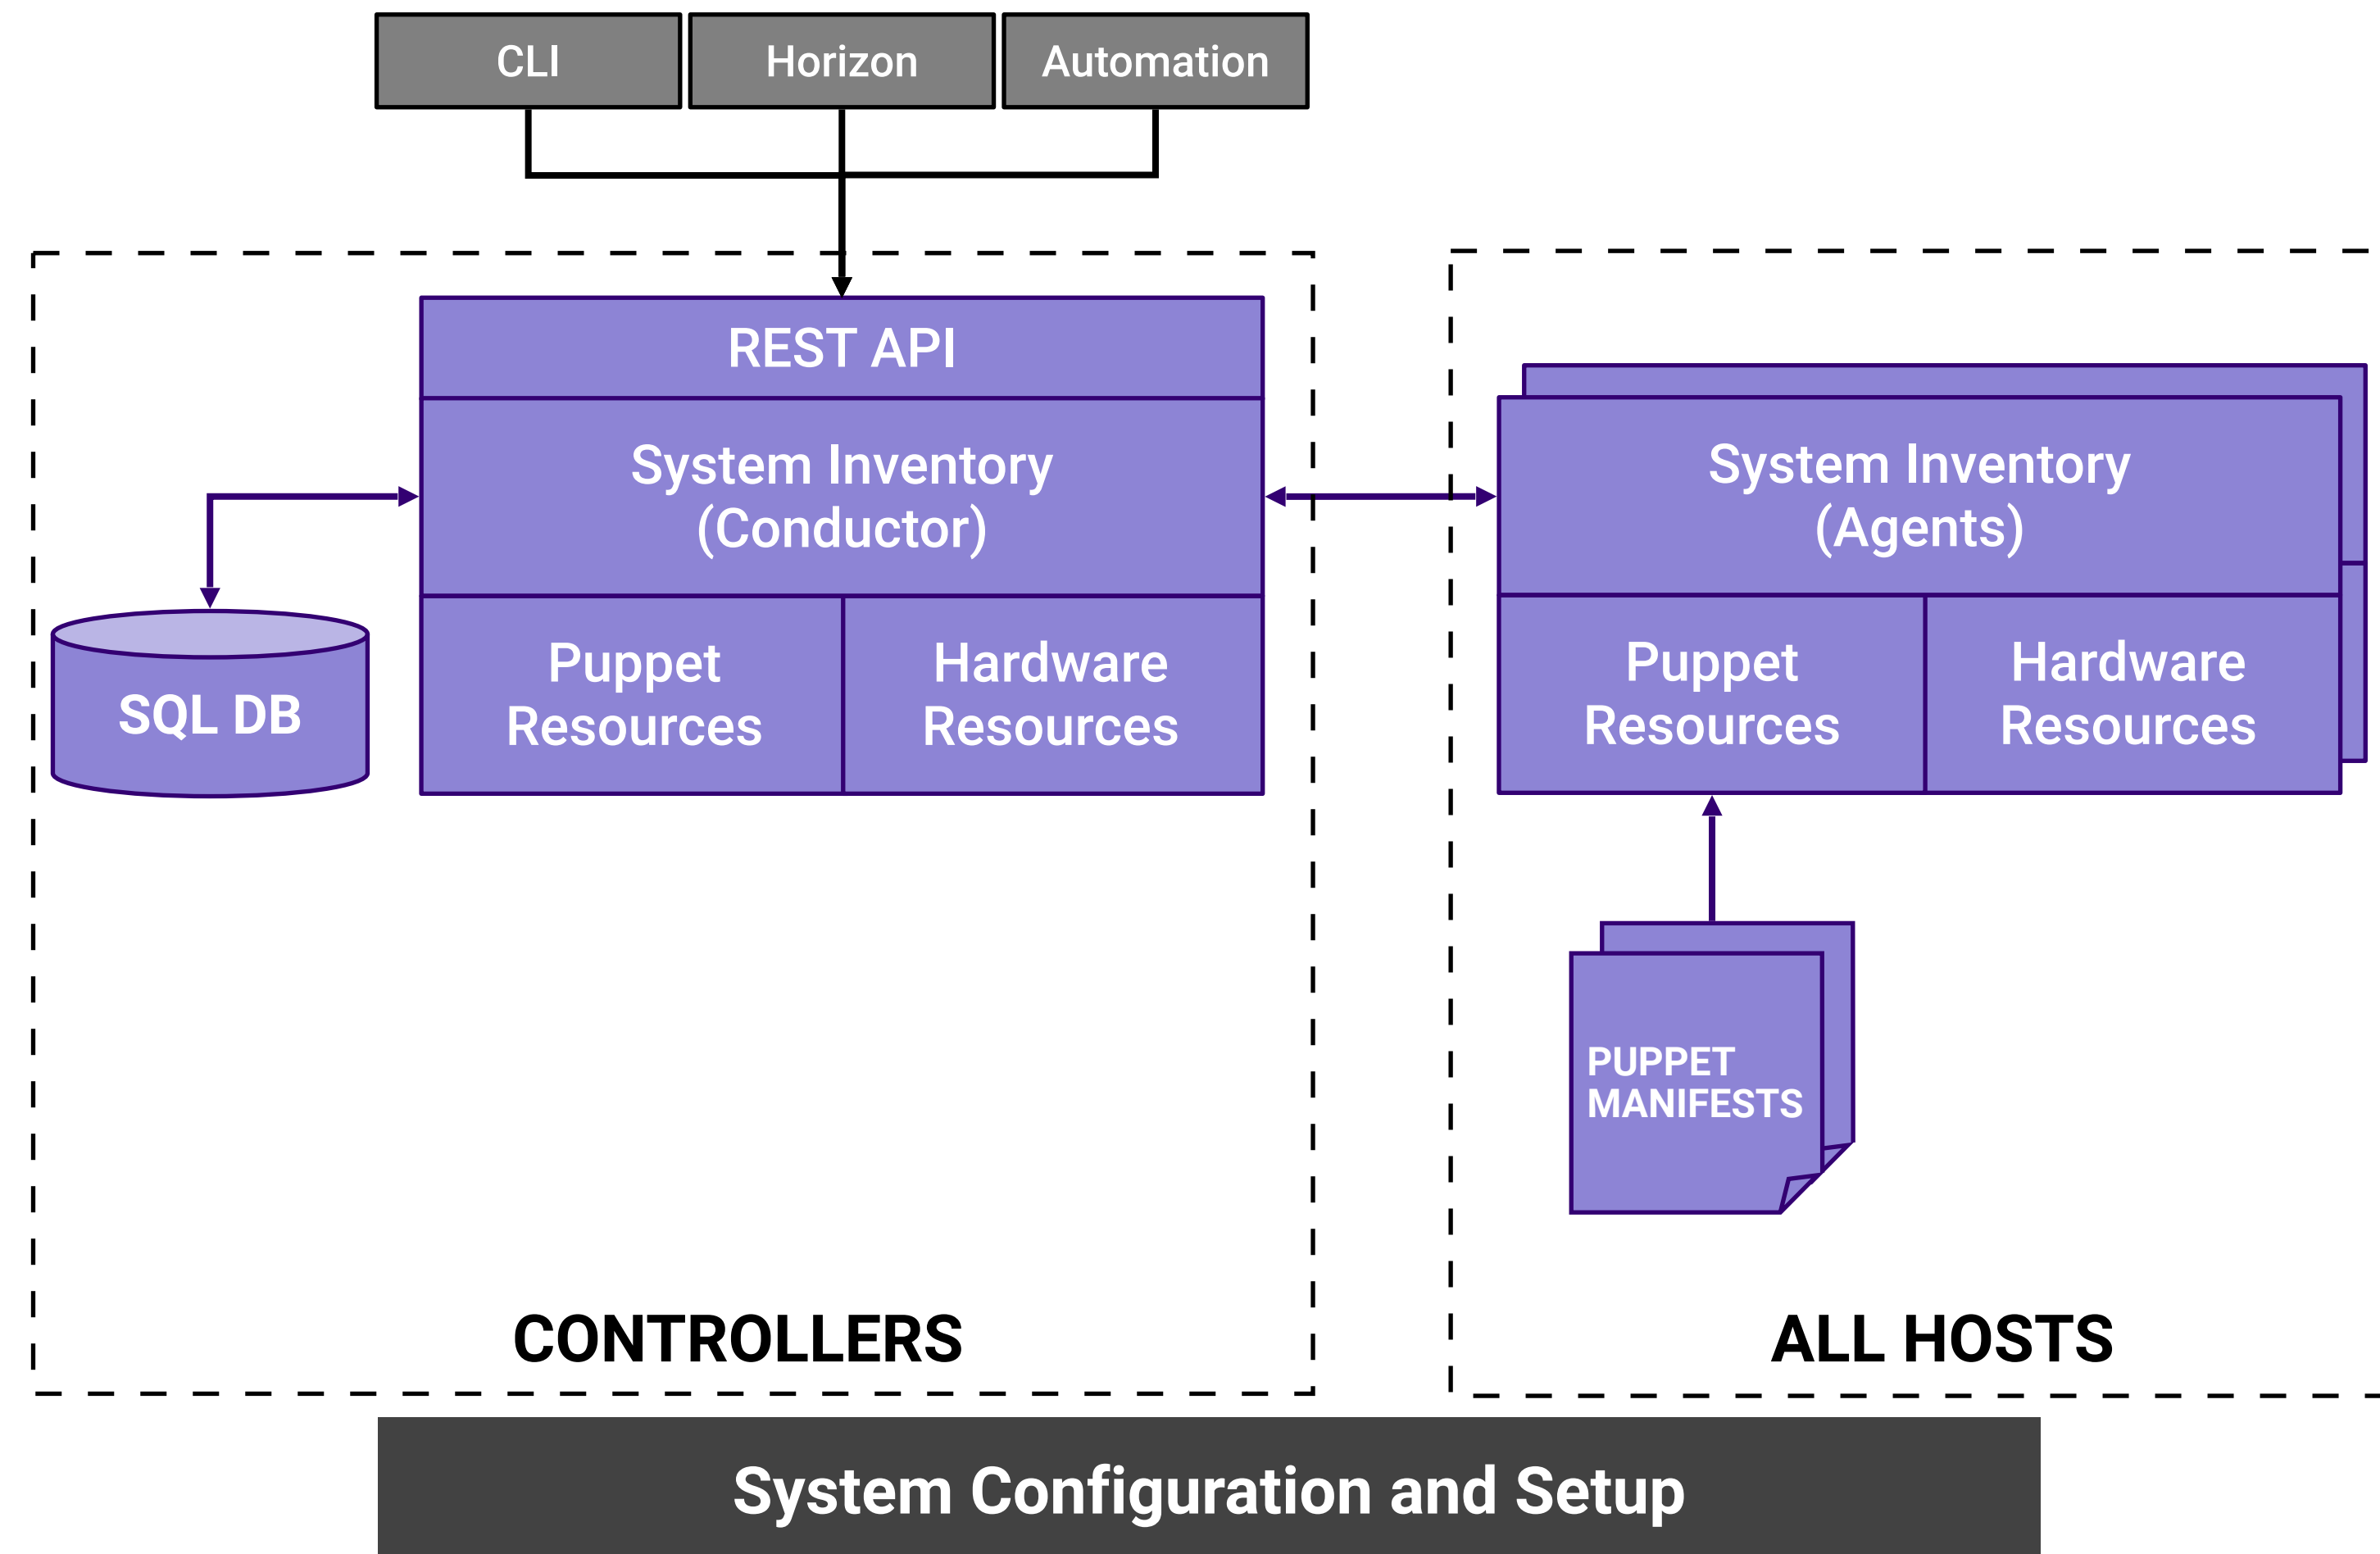 CLI
Horizon
Automation
REST API
System Inventory
(Conductor)
Puppet
Resources
Hardware
Resources
SQL DB
System Inventory
(Agents)
Puppet
Resources
Hardware
Resources
PUPPET
MANIFESTS
CONTROLLERS
ALL HOSTS
System Configuration and Setup